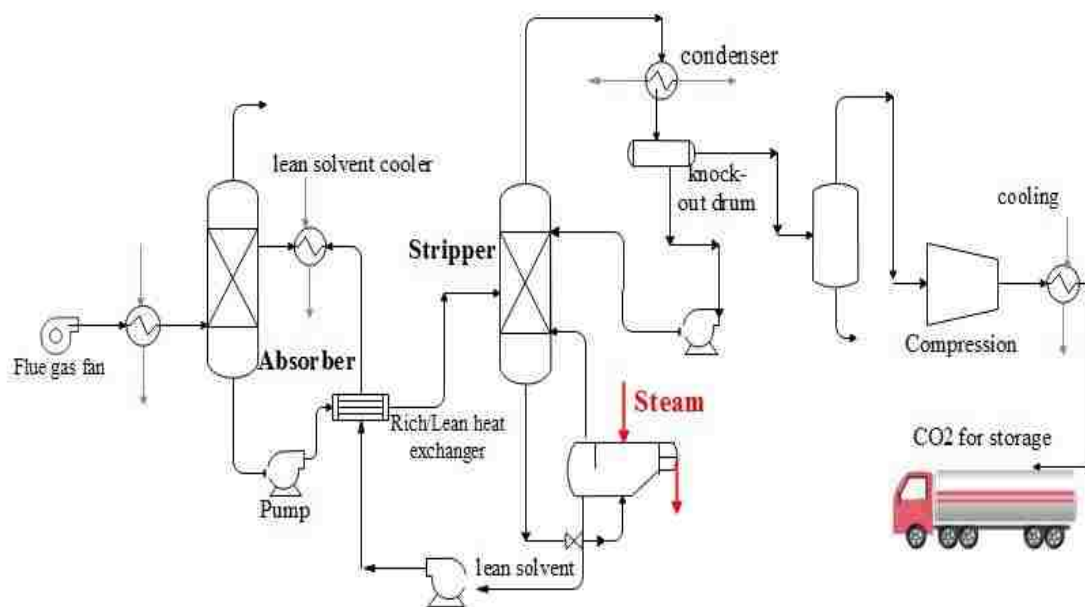 condenser
lean solvent cooler
knock-
out drum
cooling
Stripper
Flue gas fan
Absorber
Compression
Steam
Rich/Lean heat
exchanger
CO2 for storage
Pump
lean solvent